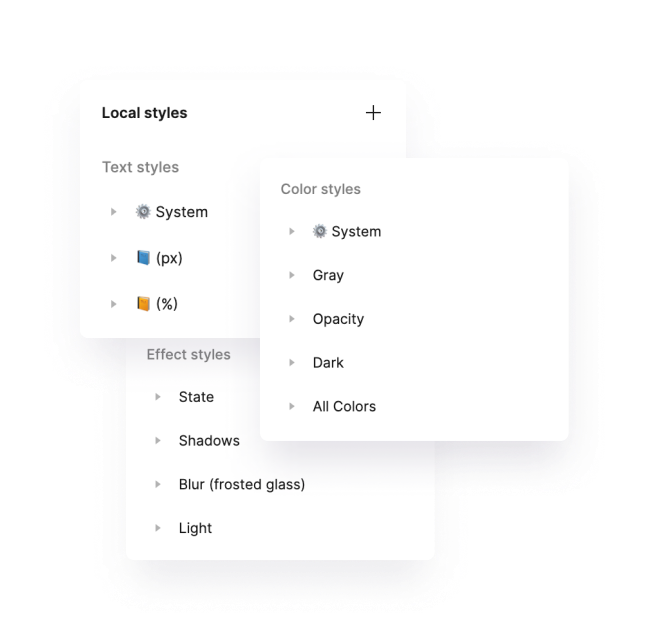 Local styles
Text styles
System
(px)
(%)
Color styles
System
Gray
Opacity
Dark
All Colors
Effect styles
State
Shadows
Blur (frosted glass)
Light